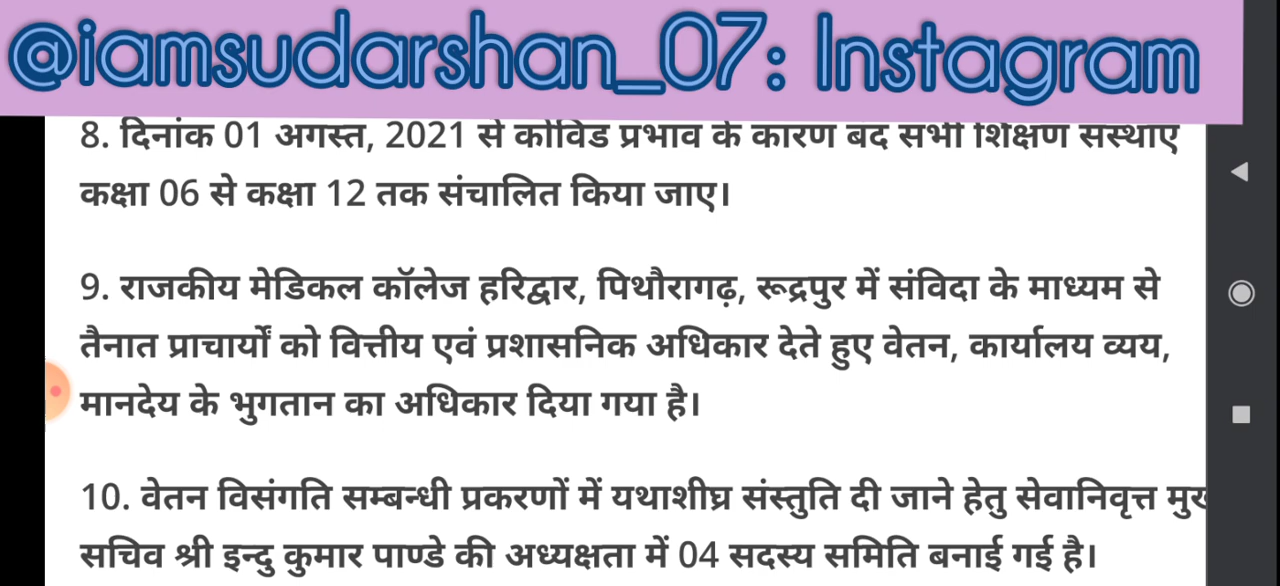 @iamsudarshan_07: Instagram
8. दिनांक 01 अगस्त, 2021 से कोविड प्रभाव के कारण बंद सभी शिक्षण संस्थाएं
कक्षा 06 से कक्षा 12 तक संचालित किया जाए।
9. राजकीय मेडिकल कॉलेज हरिद्वार, पिथौरागढ़, रूद्रपुर में संविदा के माध्यम से
तैनात प्राचार्यों को वित्तीय एवं प्रशासनिक अधिकार देते हुए वेतन, कार्यालय व्यय,
मानदेय के भुगतान का अधिकार दिया गया है।
10. वेतन विसंगति सम्बन्धी प्रकरणों में यथाशीघ्र संस्तुति दी जाने हेतु सेवानिवृत्त
सचिव श्री इन्दु कुमार पाण्डे की अध्यक्षता में 04 सदस्य समिति बनाई गई है।